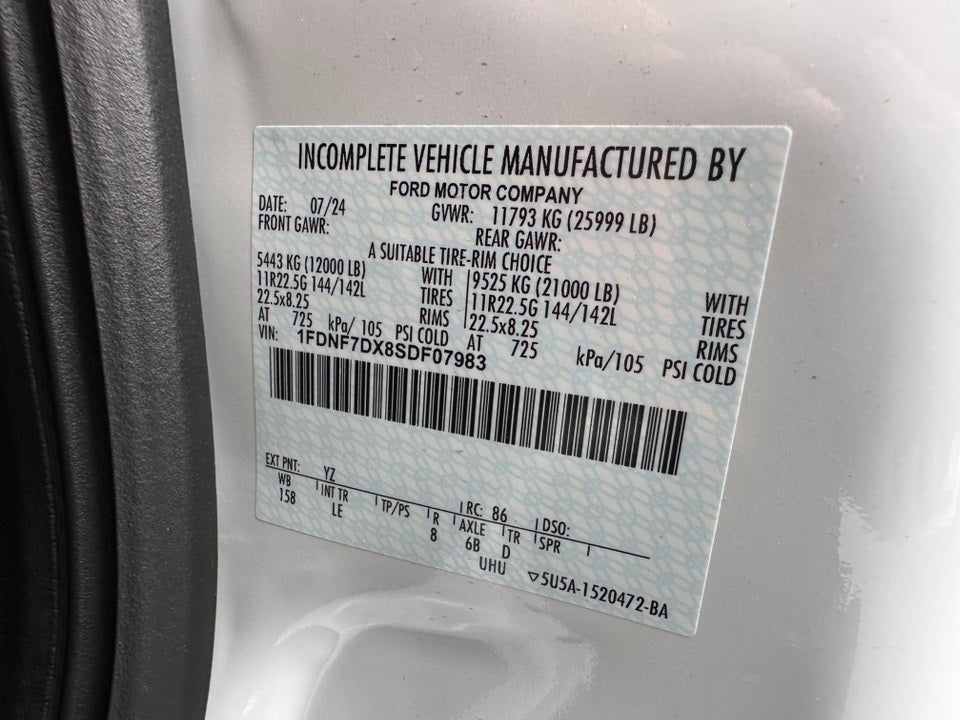 INCOMPLETE VEHICLE MANUFACTURED BY
FORD MOTOR COMPANY
DATE: 07/24 GVWR: 11793 KG (25999 LB)
FRONT GAWR: REAR GAWR:
A SUITABLE TIRE-RIM CHOICE
5443 KG (12000 LB) WITH 9525 KG (21000 LB) WITH
11R22.5G 144/142L TIRES 11R22.5G 144/142L TIRES
22.5x8.25 RIMS 22.5x8.25 RIMS
AT 725 kPa/ 105 PSI COLD AT 725 kPa/105 PSI COLD
VIN: 1FDNF7DX8SDF07983
EXT PNT: YZ RC: 86 DSO:
WB INT TR TP/PS R AXLE TR SPR
158 LE 8 6B D
UHU 5U5A-1520472-BA